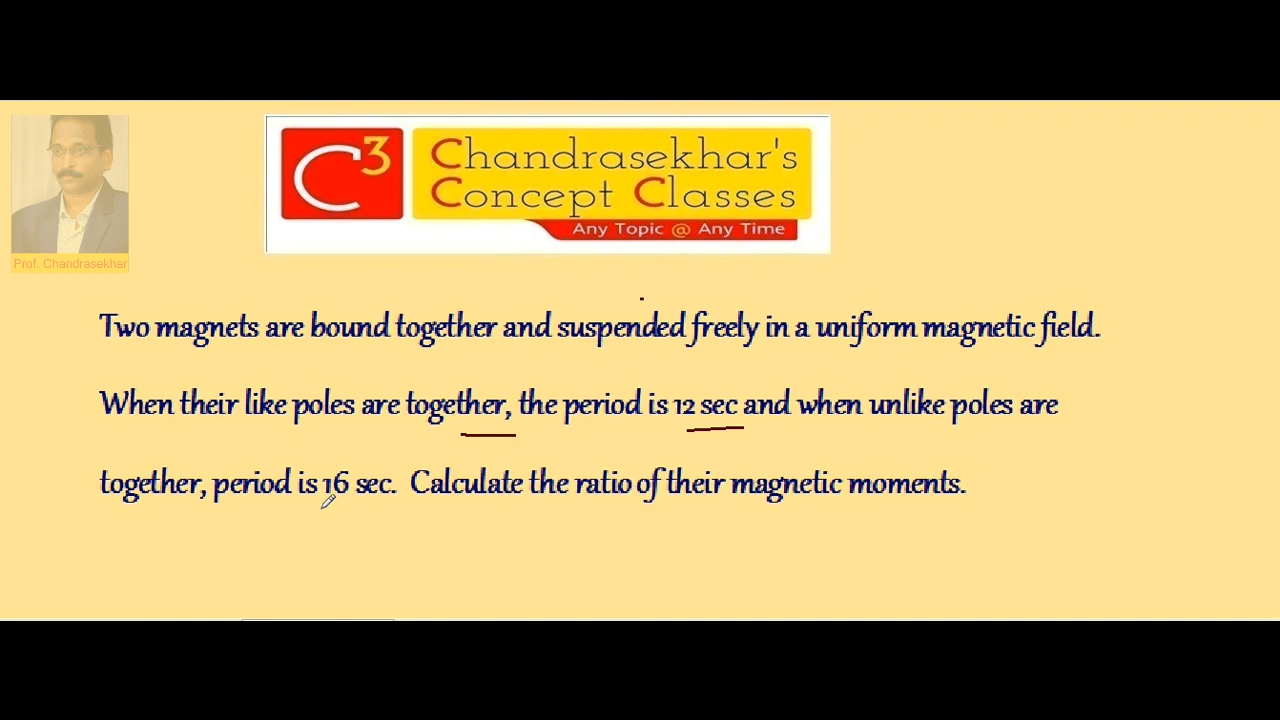 C³
Chandrasekhar's
Concept Classes
Any Topic @ Any Time
Prof. Chandrasekhar
Two magnets are bound together and suspended freely in a uniform magnetic field.
When their like poles are together, the period is 12 sec and when unlike poles are
together, period is 16 sec. Calculate the ratio of their magnetic moments.